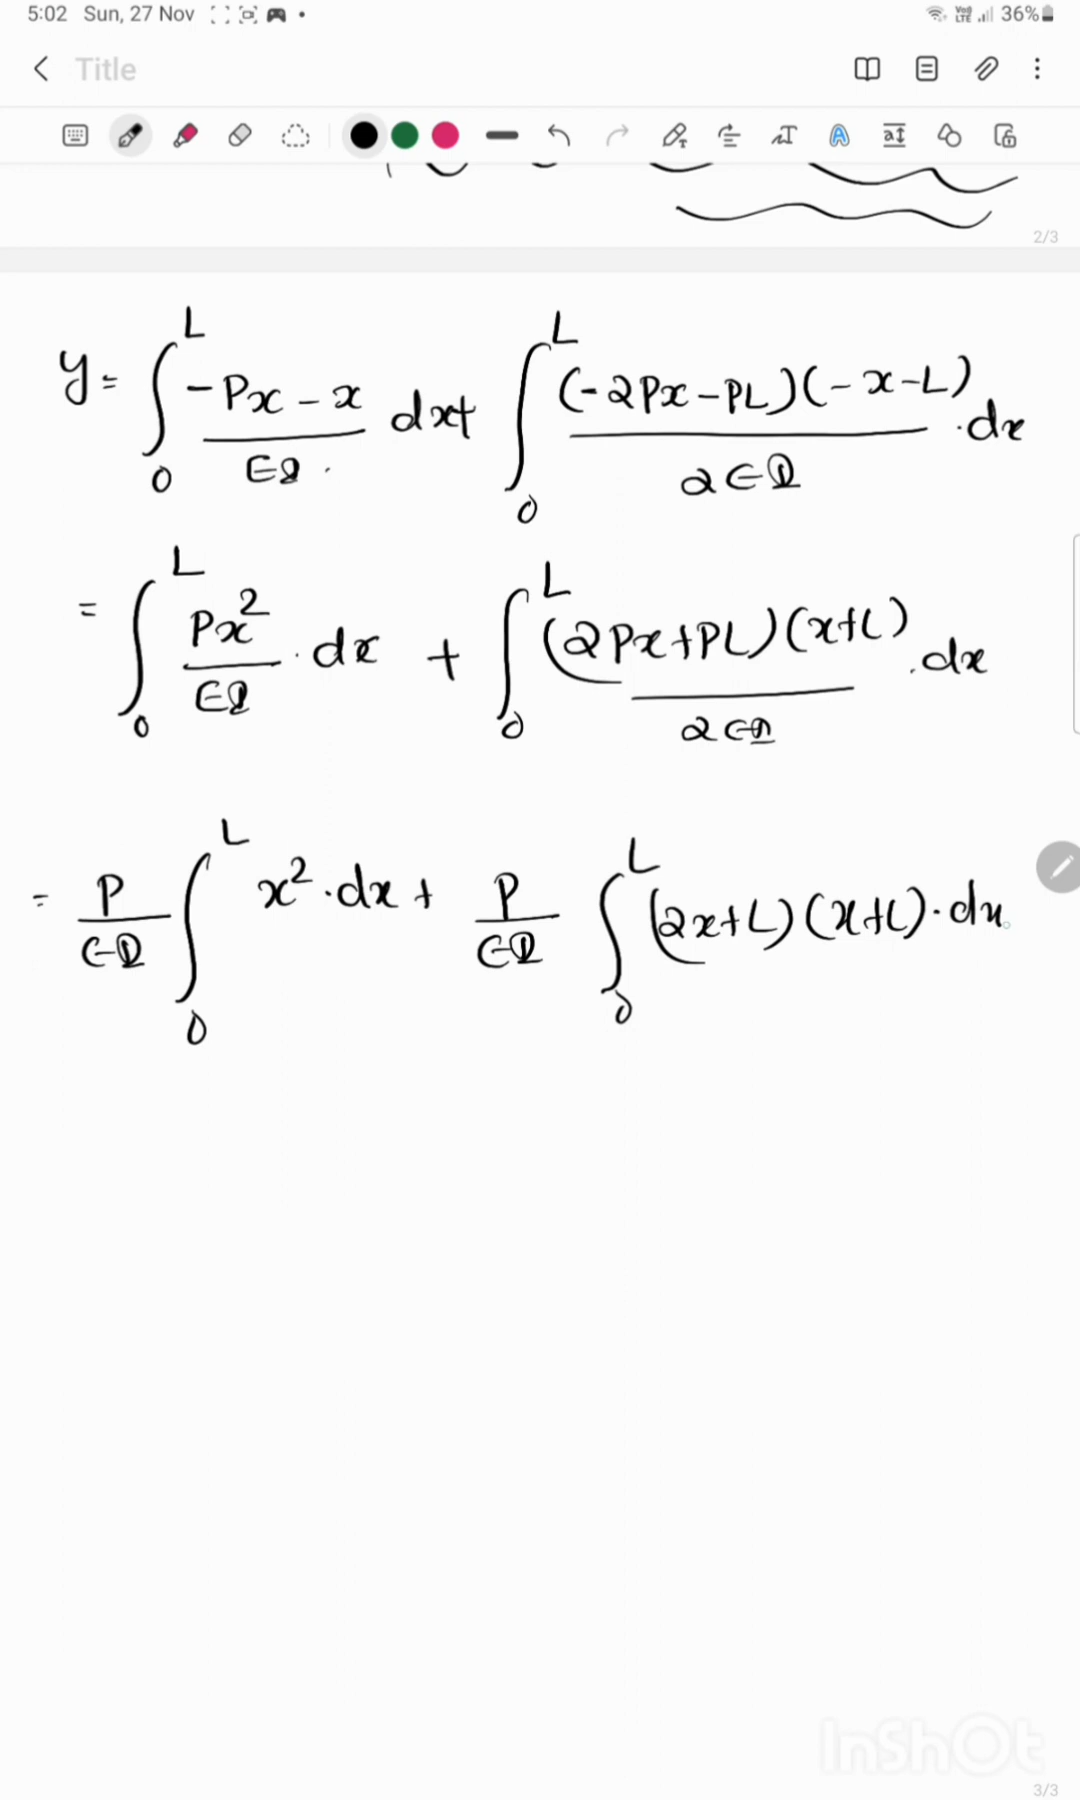 5:02 Sun, 27 Nov 36%
Title
2/3
y = ∫₀ᴸ (-Px - x)/EI dx + ∫₀ᴸ (-2Px - PL)(-x-L)/2EI . dx
= ∫₀ᴸ Px²/EI . dx + ∫₀ᴸ (2Px+PL)(x+L)/2EI . dx
= P/EI ∫₀ᴸ x² . dx + P/EI ∫₀ᴸ (2x+L)(x+L) . dx
InShOt
3/3